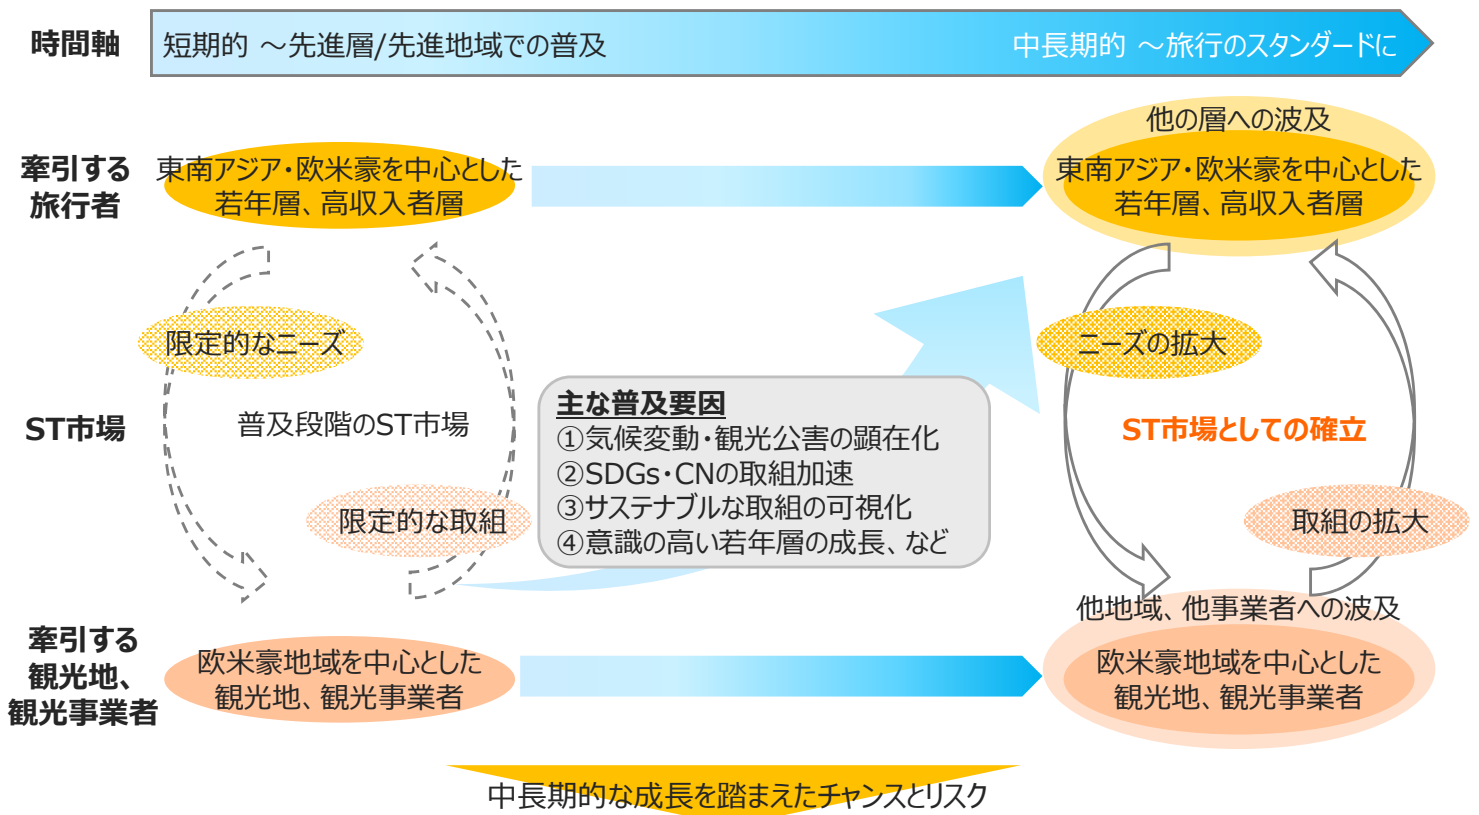 時間軸
短期的 ～先進層/先進地域での普及
中長期的 ～旅行のスタンダードに
牽引する
旅行者
東南アジア・欧米豪を中心とした
若年層、高収入者層
他の層への波及
東南アジア・欧米豪を中心とした
若年層、高収入者層
限定的なニーズ
ニーズの拡大
ST市場
普及段階のST市場
主な普及要因
①気候変動・観光公害の顕在化
②SDGs・CNの取組加速
③サステナブルな取組の可視化
④意識の高い若年層の成長、など
ST市場としての確立
限定的な取組
取組の拡大
牽引する
観光地、
観光事業者
欧米豪地域を中心とした
観光地、観光事業者
他地域、他事業者への波及
欧米豪地域を中心とした
観光地、観光事業者
中長期的な成長を踏まえたチャンスとリスク